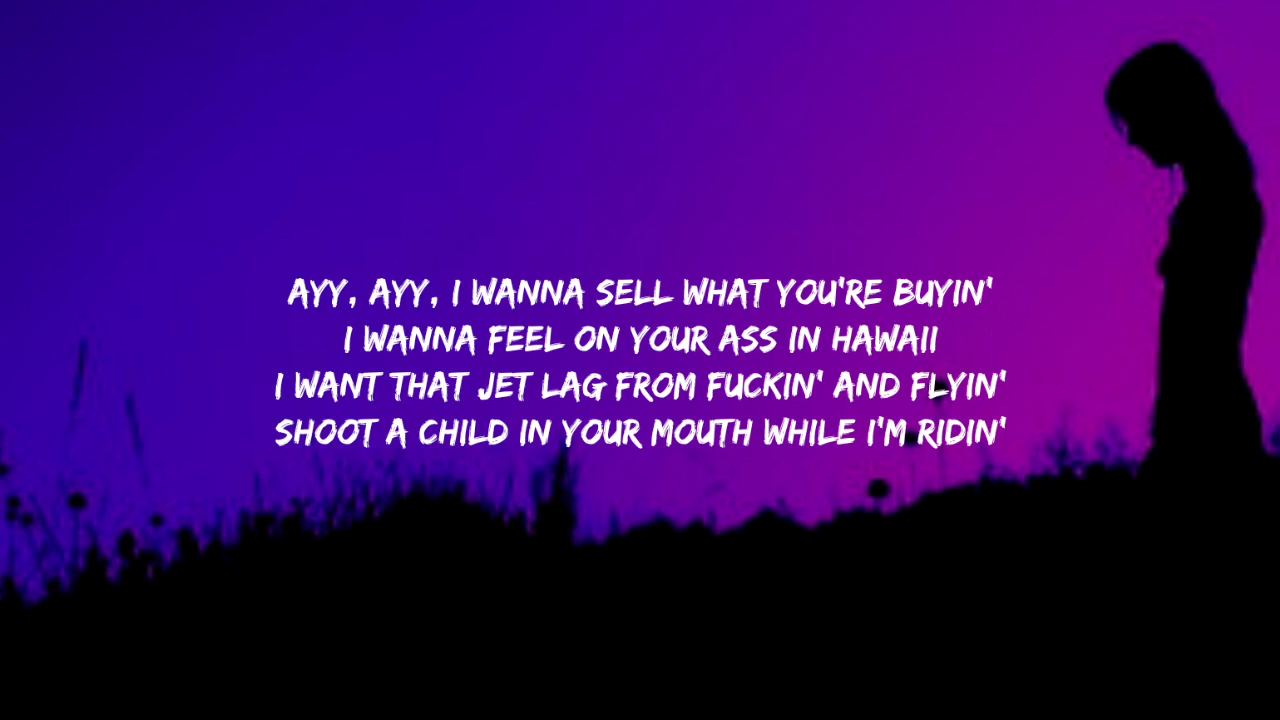 AYY, AYY, I WANNA SELL WHAT YOU'RE BUYIN'
I WANNA FEEL ON YOUR ASS IN HAWAII
I WANT THAT JET LAG FROM FUCKIN' AND FLYIN'
SHOOT A CHILD IN YOUR MOUTH WHILE I'M RIDIN'